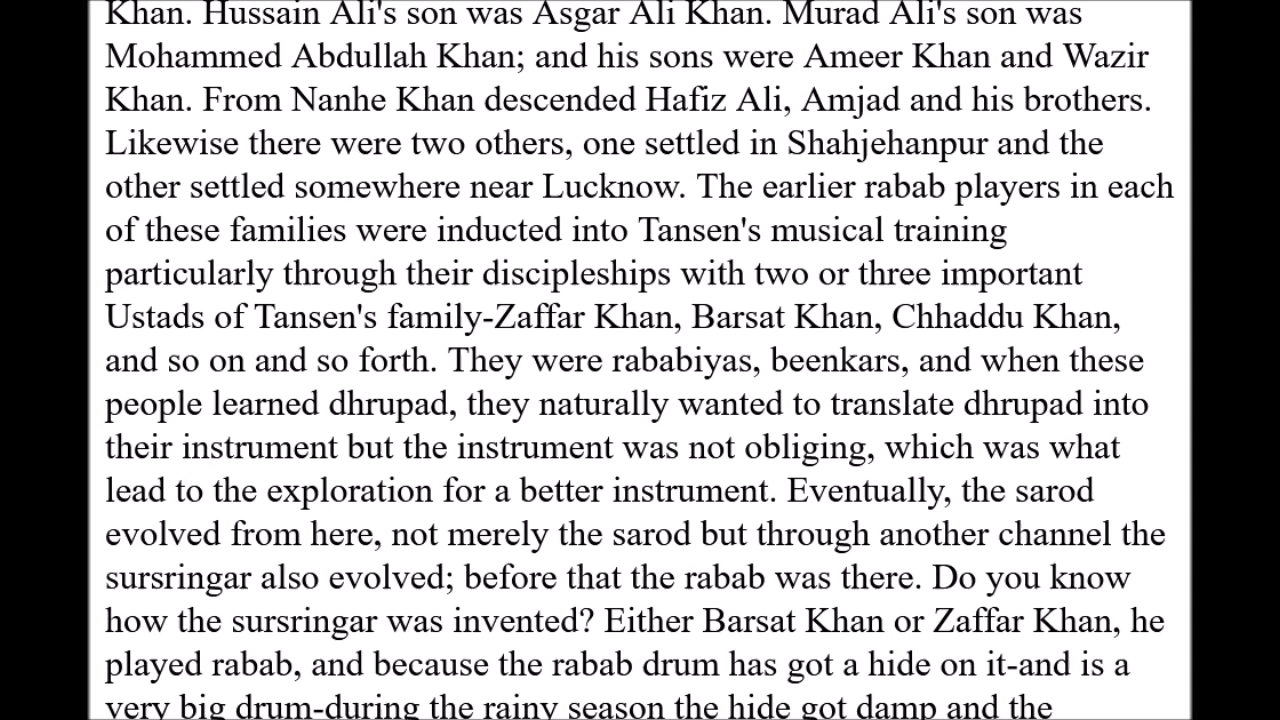 Khan. Hussain Ali's son was Asgar Ali Khan. Murad Ali's son was
Mohammed Abdullah Khan; and his sons were Ameer Khan and Wazir
Khan. From Nanhe Khan descended Hafiz Ali, Amjad and his brothers.
Likewise there were two others, one settled in Shahjehanpur and the
other settled somewhere near Lucknow. The earlier rabab players in each
of these families were inducted into Tansen's musical training
particularly through their discipleships with two or three important
Ustads of Tansen's family-Zaffar Khan, Barsat Khan, Chhaddu Khan,
and so on and so forth. They were rababiyas, beenkars, and when these
people learned dhrupad, they naturally wanted to translate dhrupad into
their instrument but the instrument was not obliging, which was what
lead to the exploration for a better instrument. Eventually, the sarod
evolved from here, not merely the sarod but through another channel the
sursringar also evolved; before that the rabab was there. Do you know
how the sursringar was invented? Either Barsat Khan or Zaffar Khan, he
played rabab, and because the rabab drum has got a hide on it-and is a
very big drum-during the rainy season the hide got damp and the